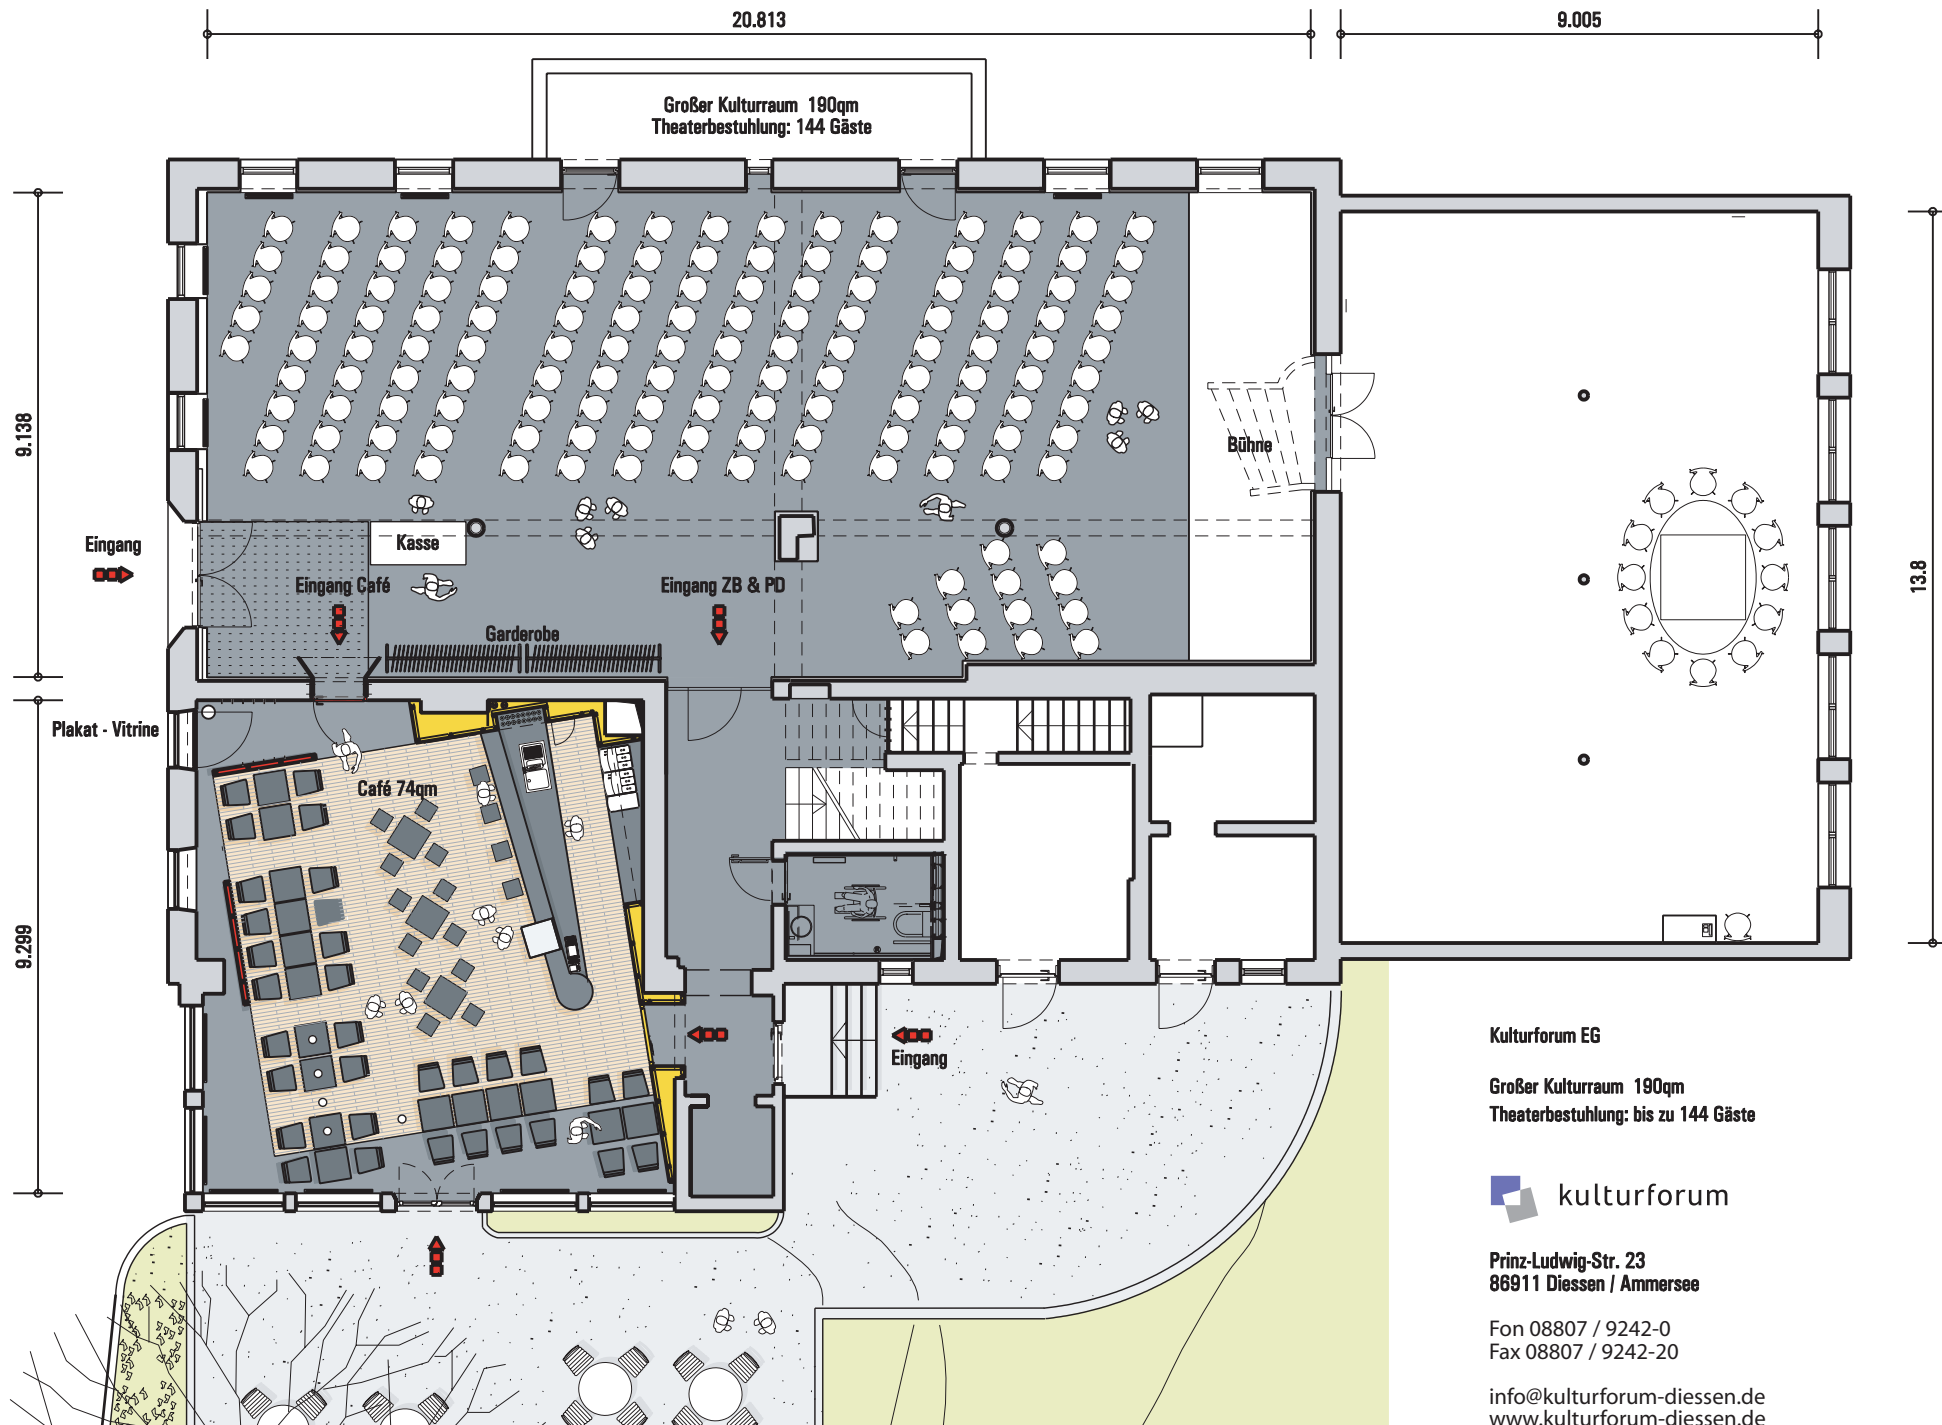 20.813
9.005
Großer Kulturraum 190qm
Theaterbestuhlung: 144 Gäste
9.138
Bühne
Eingang
Kasse
Eingang Café
Eingang ZB & PD
Garderobe
13.8
Plakat - Vitrine
Café 74qm
9.299
Eingang
Kulturforum EG
Großer Kulturraum 190qm
Theaterbestuhlung: bis zu 144 Gäste
kulturforum
Prinz-Ludwig-Str. 23
86911 Diessen / Ammersee
Fon 08807 / 9242-0
Fax 08807 / 9242-20
info@kulturforum-diessen.de
www.kulturforum-diessen.de